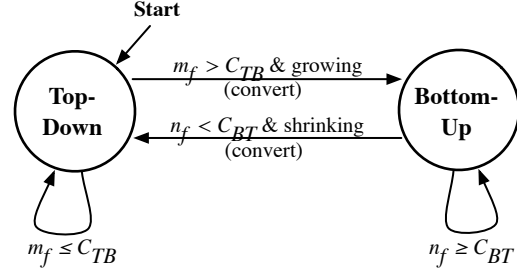 Start
m_f > C_TB & growing
(convert)
Top-
Down
Bottom-
Up
n_f < C_BT & shrinking
(convert)
m_f ≤ C_TB
n_f ≥ C_BT